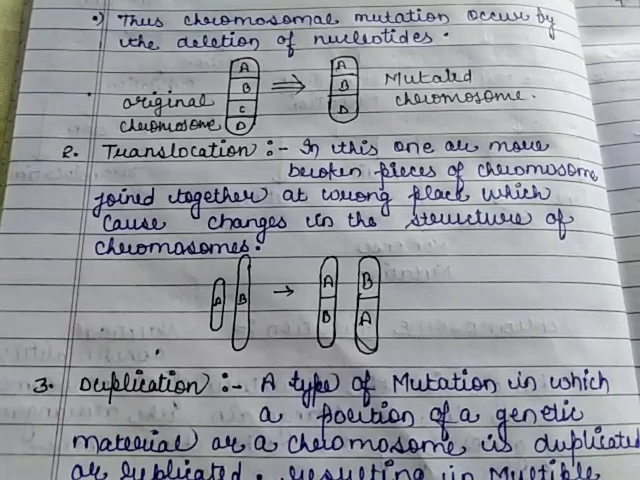 •) Thus chromosomal mutation occur by
the deletion of nucleotides.
A
B
C
D
original
chromosome
A
B
D
Mutated
chromosome.
2. Translocation :- In this one or more
broken pieces of chromosome
joined together at wrong place which
cause changes in the structure of
chromosomes.
A
B
A
B
B
A
3. Duplication :- A type of Mutation in which
a position of a genetic
material or a chromosome is duplicated
or replicated. resulting in Multiple